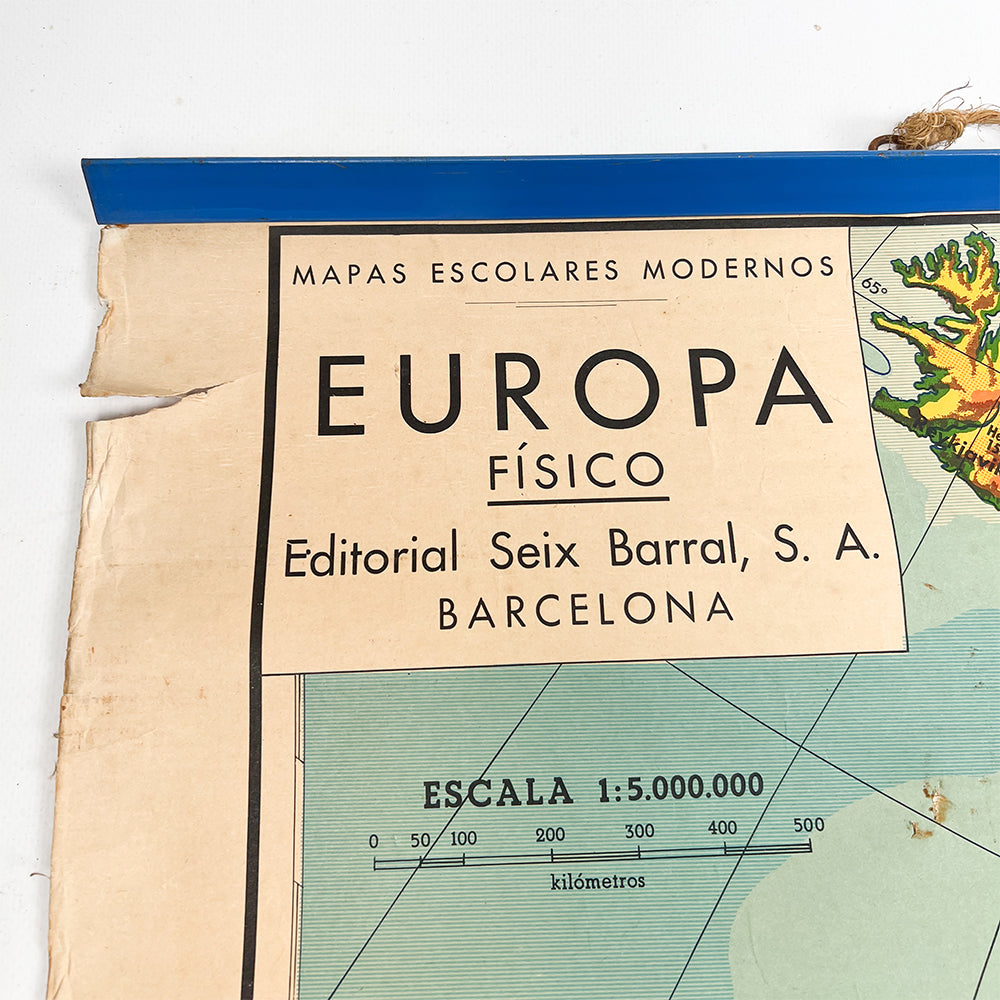 MAPAS ESCOLARES MODERNOS
EUROPA
FÍSICO
Editorial Seix Barral, S. A.
BARCELONA
65º
ESCALA 1:5.000.000
0 50 100 200 300 400 500
kilómetros